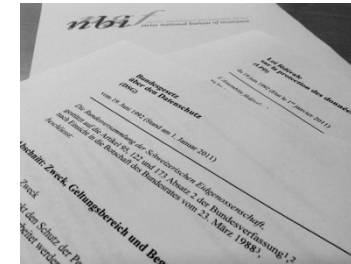 nbi
swiss national bureau of
Bundesgesetz
über den Datenschutz
(DSG)
vom 19. Juni 1992 (Stand am 1. Januar 2011)
Die Bundesversammlung der Schweizerischen Eidgenossenschaft,
gestützt auf die Artikel 95, 122 und 173 Absatz 2 der Bundesverfassung1,2
nach Einsicht in die Botschaft des Bundesrates vom 23. März 19883,
beschliesst:
Abschnitt: Zweck, Geltungsbereich und Beg
Zweck
den Schutz der Pe
arbeitet werde
Loi fédérale
sur la protection des données
du 19 juin 1992 (Etat le 1er janvier 2011)